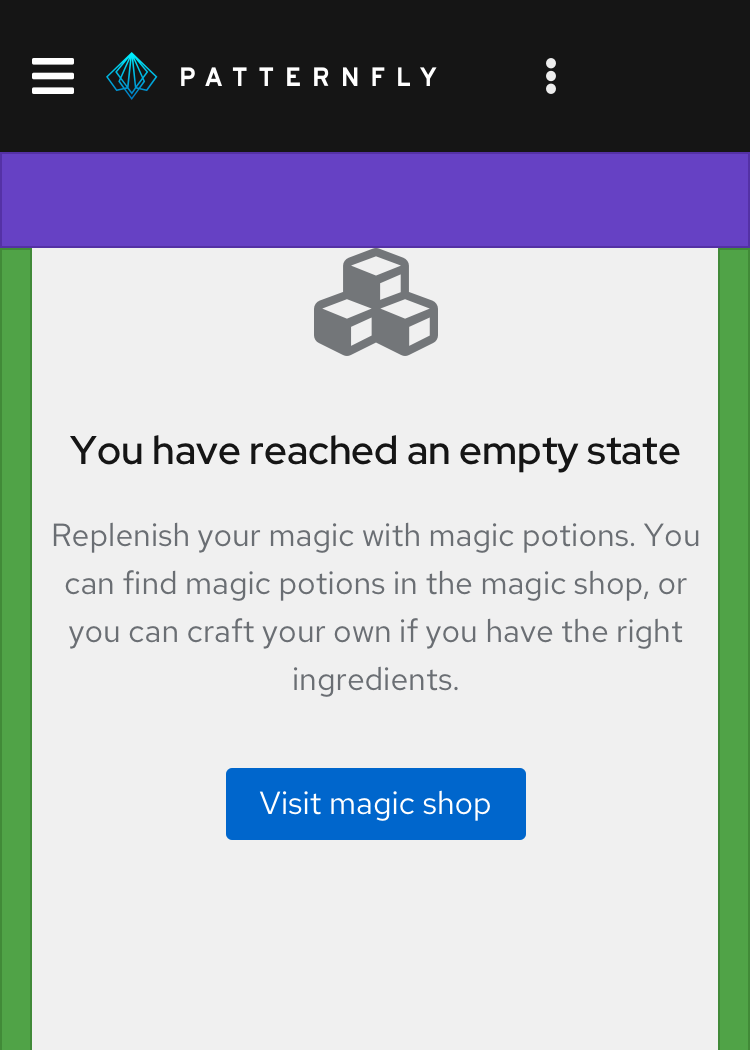 PATTERNFLY
You have reached an empty state
Replenish your magic with magic potions. You
can find magic potions in the magic shop, or
you can craft your own if you have the right
ingredients.
Visit magic shop